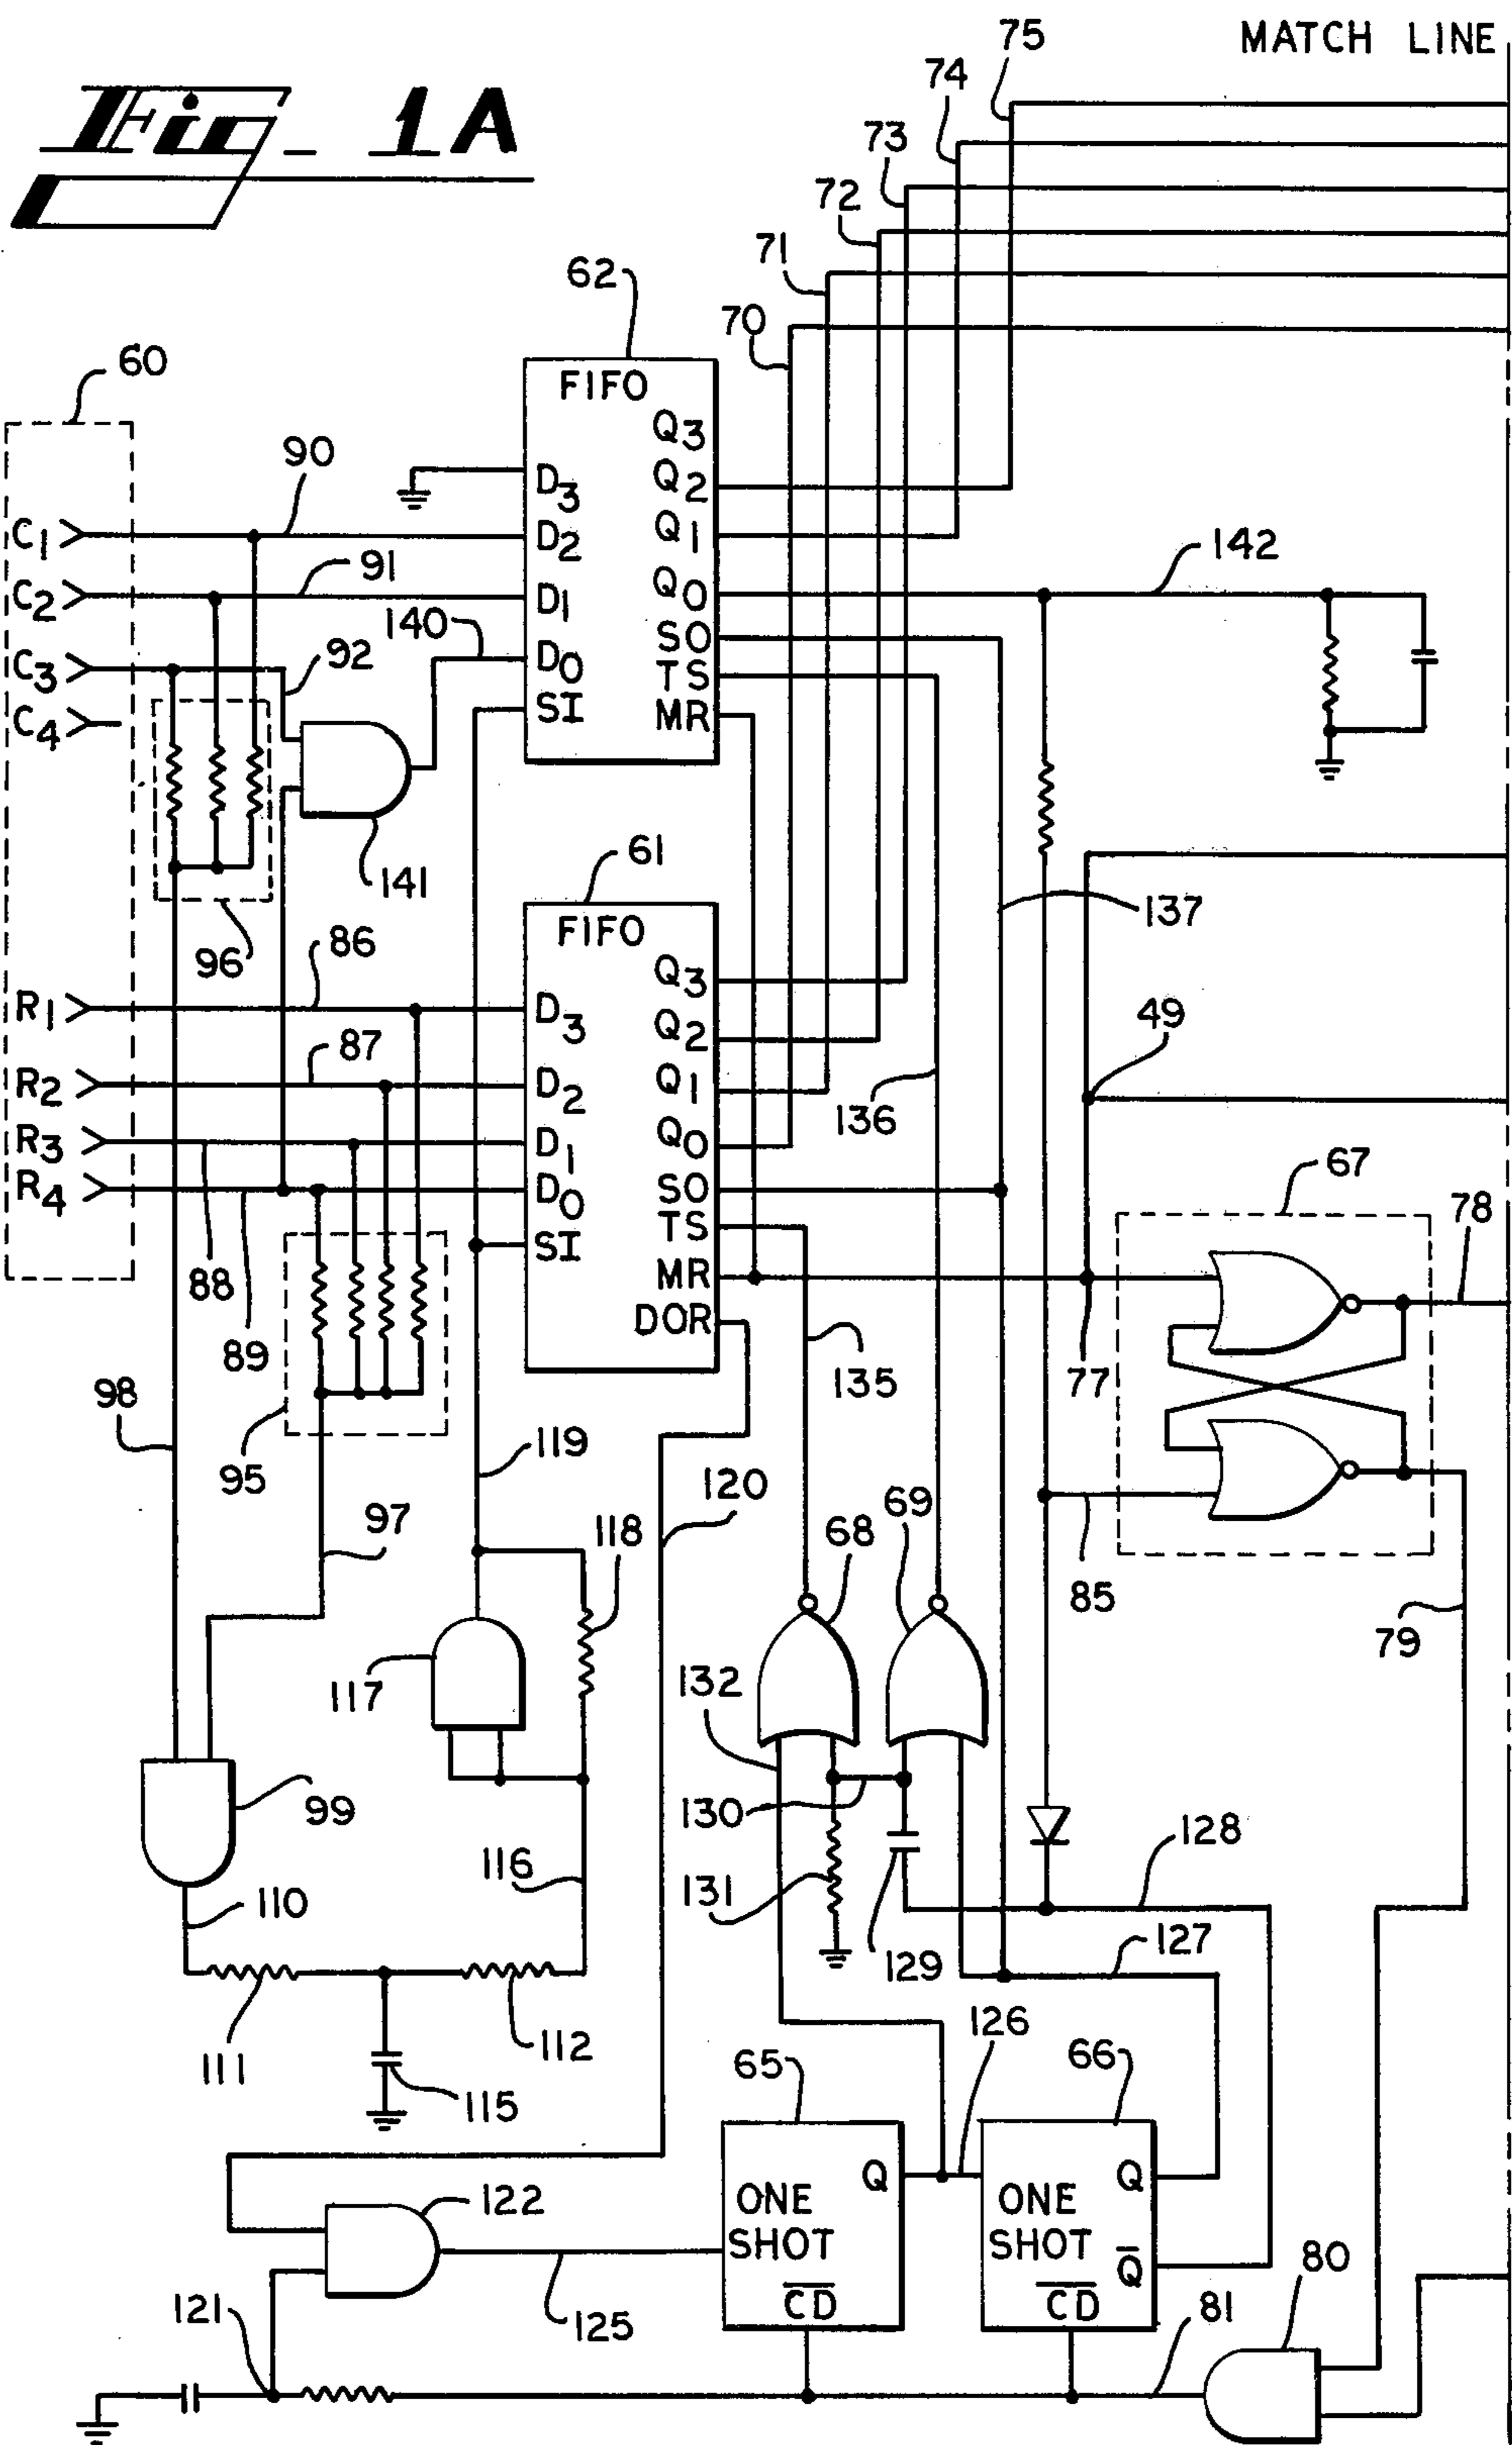 MATCH LINE
Fig_ 1A
75
74
73
72
71
70
62
60
FIFO
Q3
Q2
Q1
Q0
SO
TS
MR
D3
D2
D1
D0
SI
90
91
140
92
142
C1
C2
C3
C4
141
96
61
137
FIFO
Q3
Q2
Q1
Q0
SO
TS
MR
DOR
D3
D2
D1
D0
SI
86
87
R1
R2
R3
R4
88
89
49
136
67
78
77
135
98
95
119
120
97
118
68
69
85
79
117
132
99
130
128
116
131
110
129
127
111
112
115
126
65
66
Q
ONE
SHOT
CD
Q
ONE
SHOT
Q
CD
122
80
121
125
81